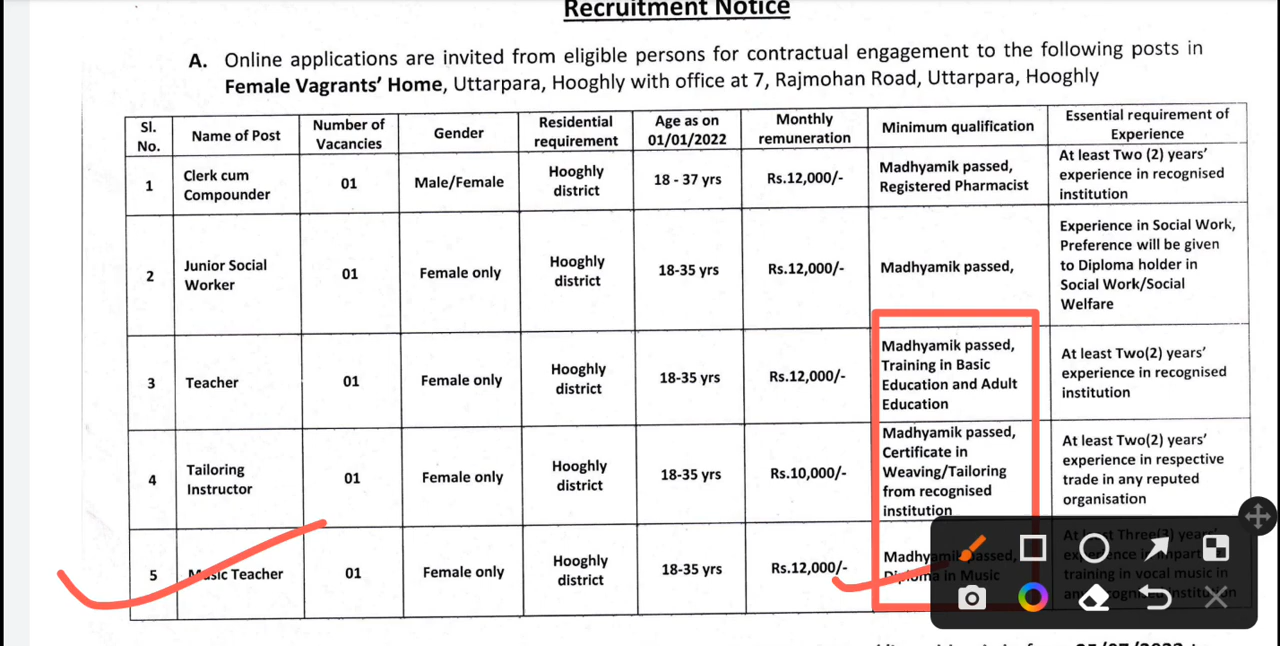 Recruitment Notice
A. Online applications are invited from eligible persons for contractual engagement to the following posts in
Female Vagrants' Home, Uttarpara, Hooghly with office at 7, Rajmohan Road, Uttarpara, Hooghly
Sl. No. Name of Post Number of Vacancies Gender Residential requirement Age as on 01/01/2022 Monthly remuneration Minimum qualification Essential requirement of Experience
1 Clerk cum Compounder 01 Male/Female Hooghly district 18 - 37 yrs Rs.12,000/- Madhyamik passed, Registered Pharmacist At least Two (2) years' experience in recognised institution
2 Junior Social Worker 01 Female only Hooghly district 18-35 yrs Rs.12,000/- Madhyamik passed, Experience in Social Work, Preference will be given to Diploma holder in Social Work/Social Welfare
3 Teacher 01 Female only Hooghly district 18-35 yrs Rs.12,000/- Madhyamik passed, Training in Basic Education and Adult Education At least Two(2) years' experience in recognised institution
4 Tailoring Instructor 01 Female only Hooghly district 18-35 yrs Rs.10,000/- Madhyamik passed, Certificate in Weaving/Tailoring from recognised institution At least Two(2) years' experience in respective trade in any reputed organisation
5 Music Teacher 01 Female only Hooghly district 18-35 yrs Rs.12,000/- Madhyamik passed, Diploma in Music At least Three(3) years' experience in training in vocal music in